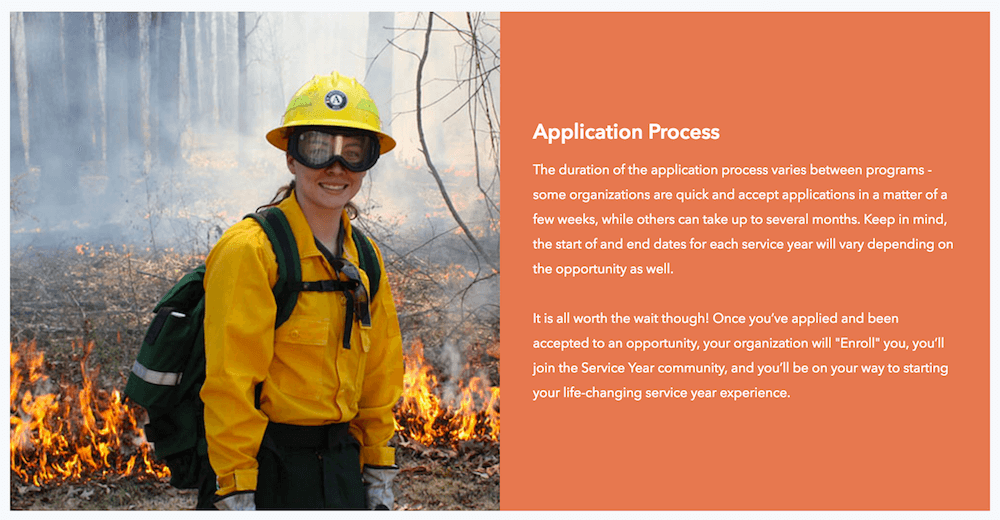 Application Process
The duration of the application process varies between programs -
some organizations are quick and accept applications in a matter of a
few weeks, while others can take up to several months. Keep in mind,
the start of and end dates for each service year will vary depending on
the opportunity as well.
It is all worth the wait though! Once you’ve applied and been
accepted to an opportunity, your organization will "Enroll" you, you’ll
join the Service Year community, and you’ll be on your way to starting
your life-changing service year experience.